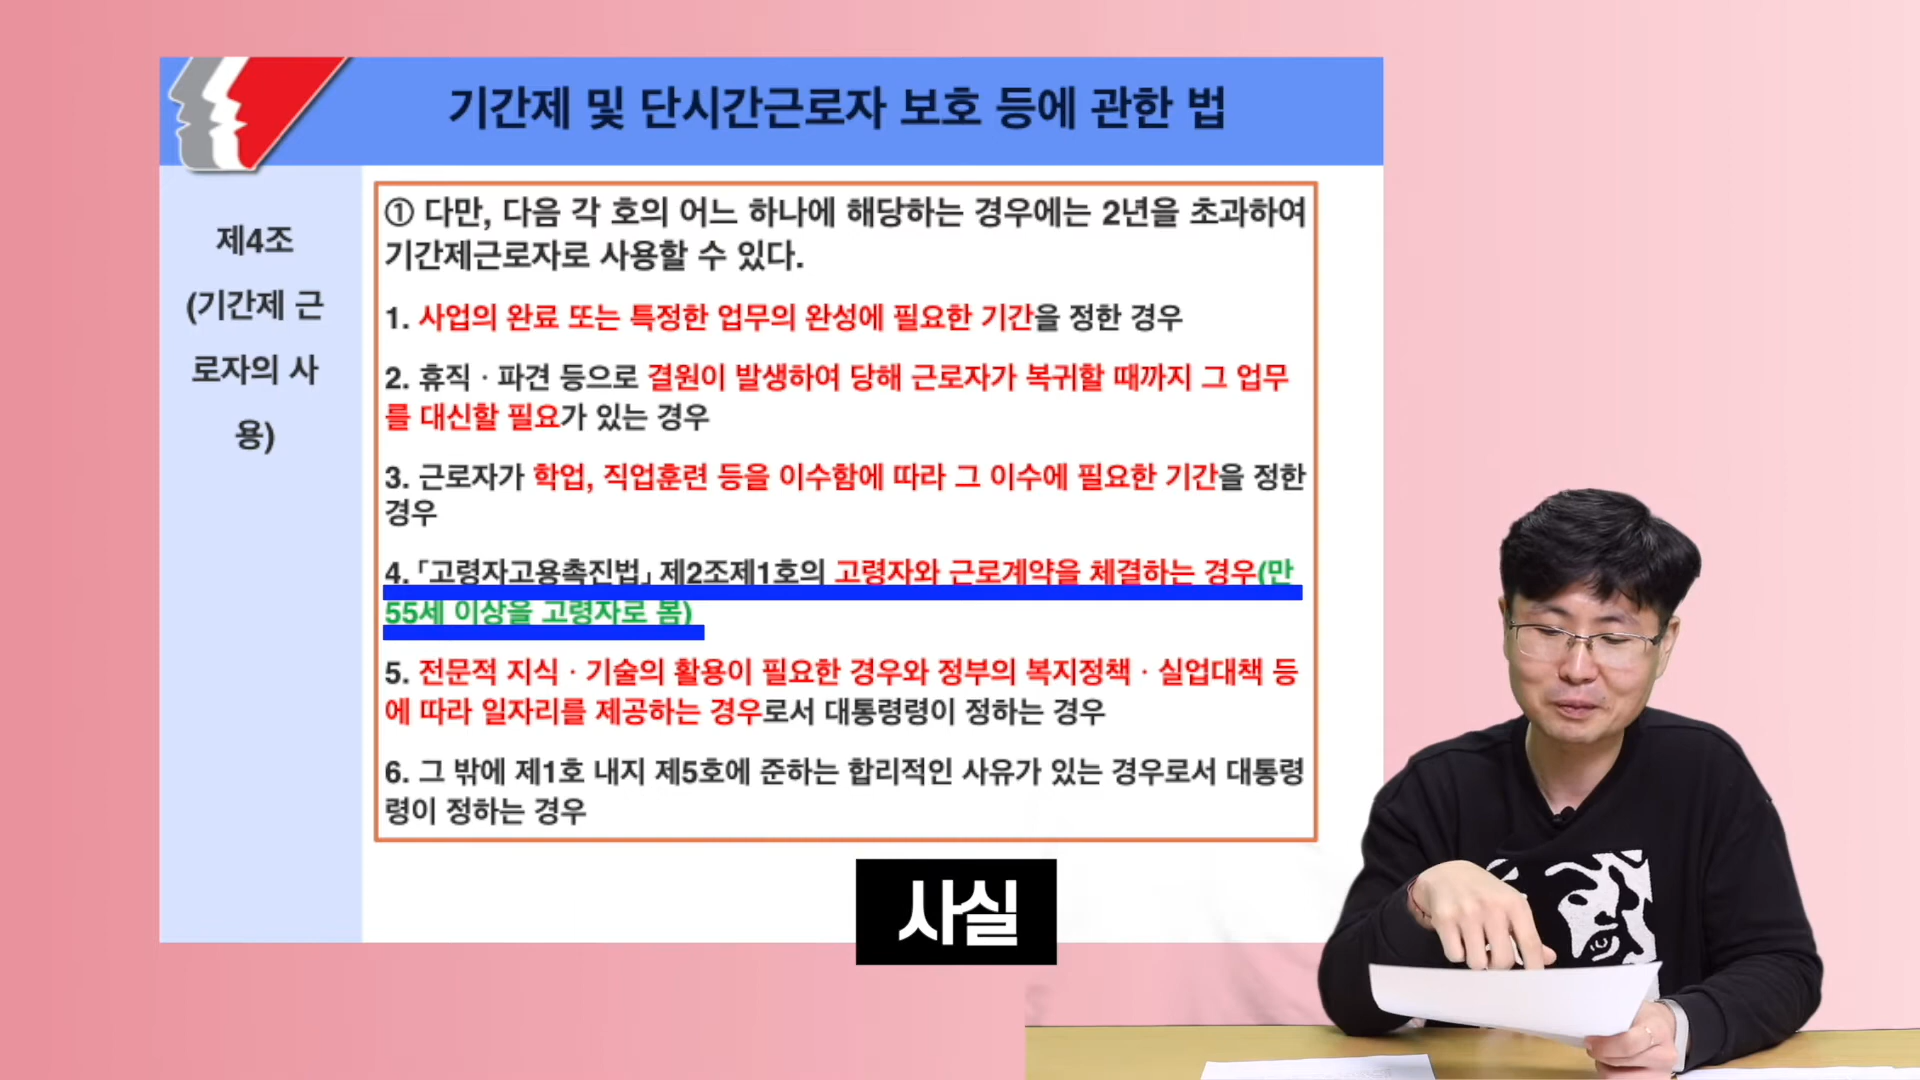 기간제 및 단시간근로자 보호 등에 관한 법
제4조
(기간제 근
로자의 사
용)
① 다만, 다음 각 호의 어느 하나에 해당하는 경우에는 2년을 초과하여
기간제근로자로 사용할 수 있다.
1. 사업의 완료 또는 특정한 업무의 완성에 필요한 기간을 정한 경우
2. 휴직ㆍ파견 등으로 결원이 발생하여 당해 근로자가 복귀할 때까지 그 업무
를 대신할 필요가 있는 경우
3. 근로자가 학업, 직업훈련 등을 이수함에 따라 그 이수에 필요한 기간을 정한
경우
4.「고령자고용촉진법」 제2조제1호의 고령자와 근로계약을 체결하는 경우(만
55세 이상을 고령자로 봄)
5. 전문적 지식ㆍ기술의 활용이 필요한 경우와 정부의 복지정책ㆍ실업대책 등
에 따라 일자리를 제공하는 경우로서 대통령령이 정하는 경우
6. 그 밖에 제1호 내지 제5호에 준하는 합리적인 사유가 있는 경우로서 대통령
령이 정하는 경우
사실